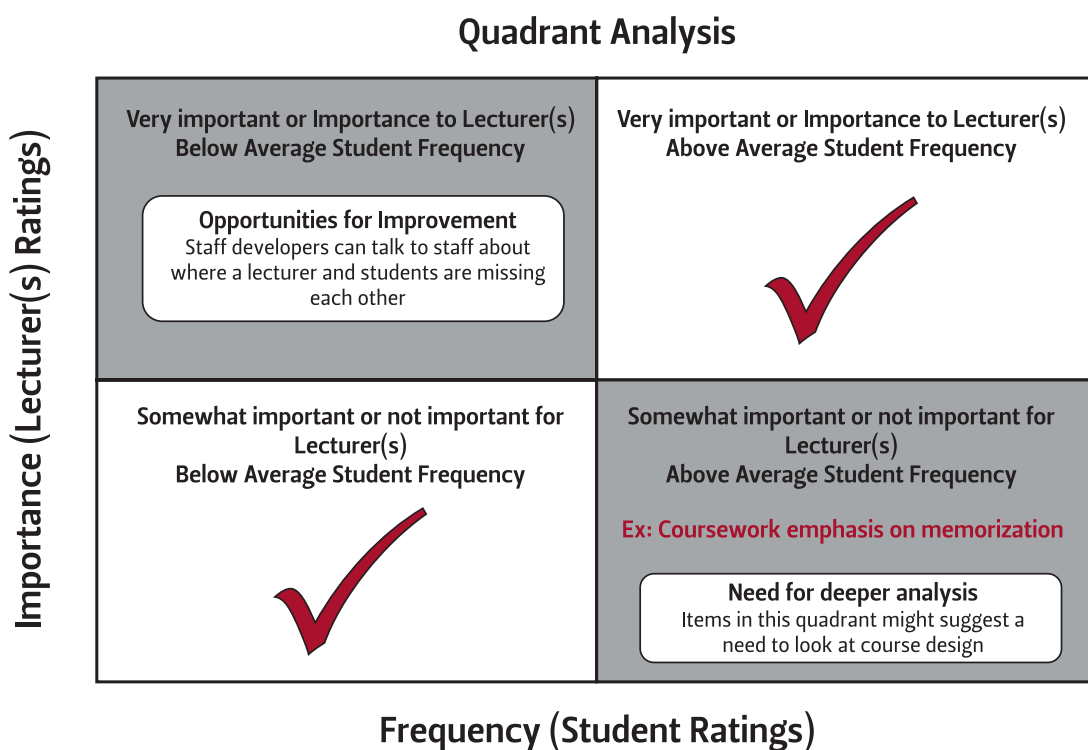 Quadrant Analysis
Importance (Lecturer(s) Ratings)
Very important or Importance to Lecturer(s)
Below Average Student Frequency
Opportunities for Improvement
Staff developers can talk to staff about
where a lecturer and students are missing
each other
Very important or Importance to Lecturer(s)
Above Average Student Frequency
Somewhat important or not important for
Lecturer(s)
Below Average Student Frequency
Somewhat important or not important for
Lecturer(s)
Above Average Student Frequency
Ex: Coursework emphasis on memorization
Need for deeper analysis
Items in this quadrant might suggest a
need to look at course design
Frequency (Student Ratings)